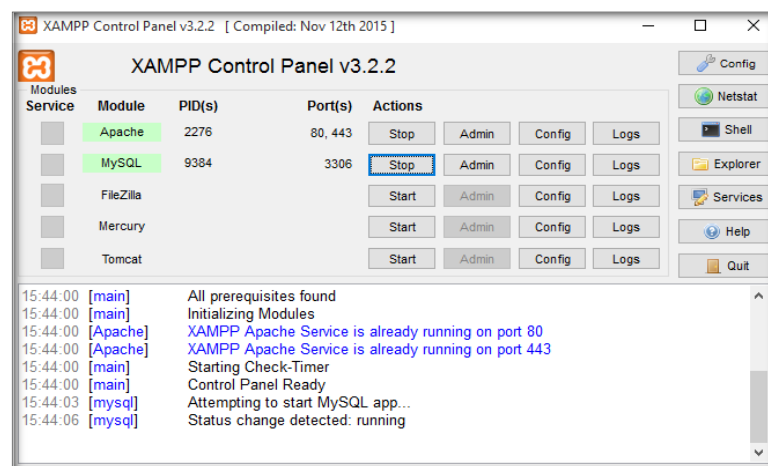 XAMPP Control Panel v3.2.2 [ Compiled: Nov 12th 2015 ]
XAMPP Control Panel v3.2.2
Config
Modules
Service Module PID(s) Port(s) Actions
Netstat
Apache 2276 80, 443 Stop Admin Config Logs
Shell
MySQL 9384 3306 Stop Admin Config Logs
Explorer
FileZilla Start Admin Config Logs
Services
Mercury Start Admin Config Logs
Help
Tomcat Start Admin Config Logs
Quit
15:44:00 [main] All prerequisites found
15:44:00 [main] Initializing Modules
15:44:00 [Apache] XAMPP Apache Service is already running on port 80
15:44:00 [Apache] XAMPP Apache Service is already running on port 443
15:44:00 [main] Starting Check-Timer
15:44:00 [main] Control Panel Ready
15:44:03 [mysql] Attempting to start MySQL app...
15:44:06 [mysql] Status change detected: running